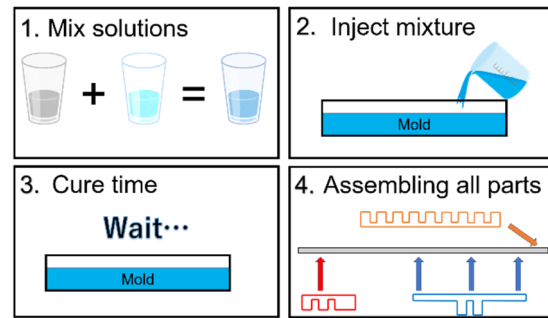 1. Mix solutions
+ =
2. Inject mixture
Mold
3. Cure time
Wait···
Mold
4. Assembling all parts